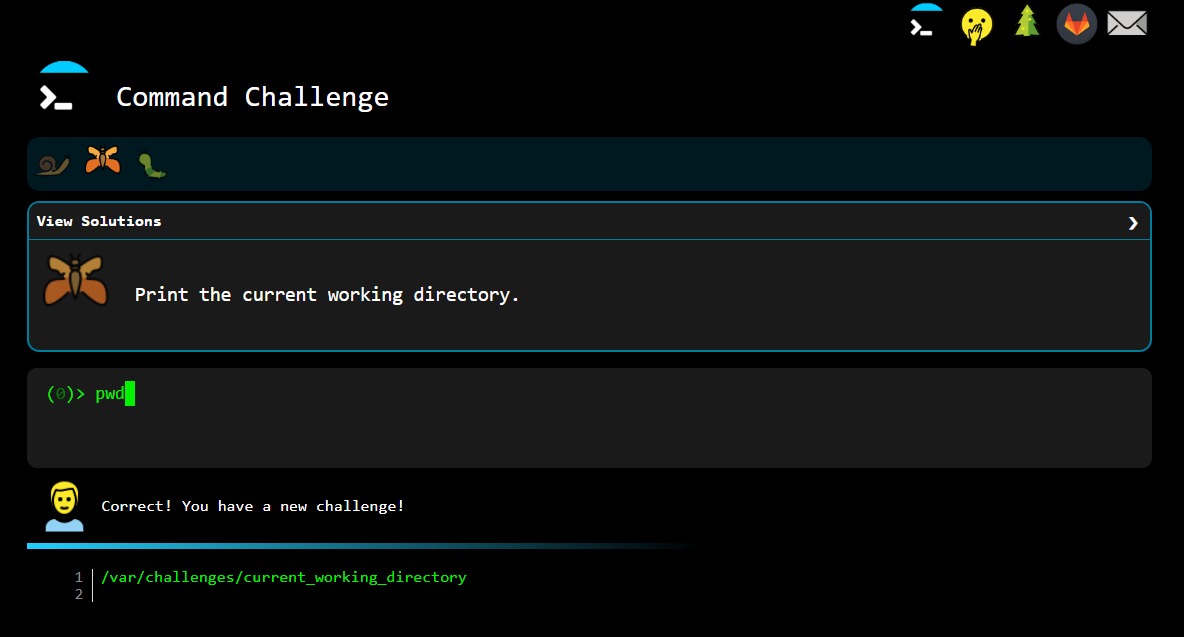 Command Challenge
View Solutions
Print the current working directory.
(0)> pwd
Correct! You have a new challenge!
1 /var/challenges/current_working_directory
2